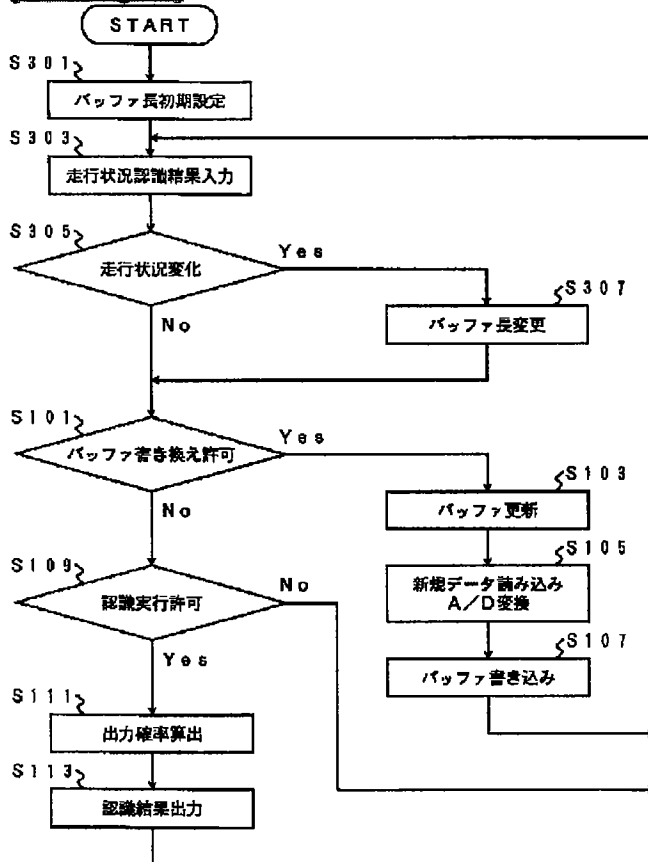 START
S301
バッファ長初期設定
S303
走行状況認識結果入力
S305
走行状況変化
Yes
No
S307
バッファ長変更
S101
バッファ書き換え許可
Yes
No
S103
バッファ更新
S105
新規データ読み込み
A/D変換
S107
バッファ書き込み
S109
認識実行許可
No
Yes
S111
出力確率算出
S113
認識結果出力